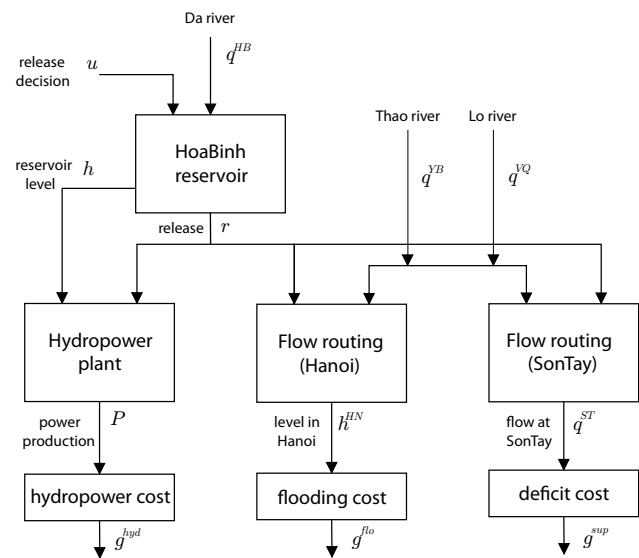 Da river
release
decision
u
q^{HB}
HoaBinh
reservoir
Thao river
Lo river
reservoir
level
h
q^{YB}
q^{VQ}
release
r
Hydropower
plant
Flow routing
(Hanoi)
Flow routing
(SonTay)
power
production
P
level in
Hanoi
h^{HN}
flow at
SonTay
q^{ST}
hydropower cost
flooding cost
deficit cost
g^{hyd}
g^{flo}
g^{sup}